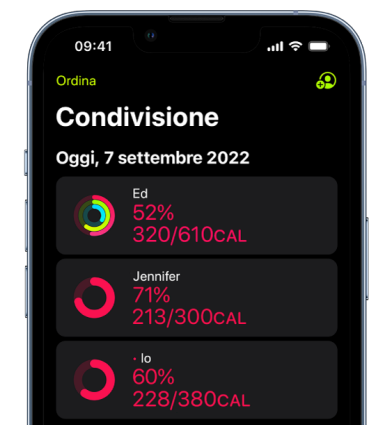 09:41
Ordina
Condivisione
Oggi, 7 settembre 2022
Ed
52%
320/610CAL
Jennifer
71%
213/300CAL
· Io
60%
228/380CAL